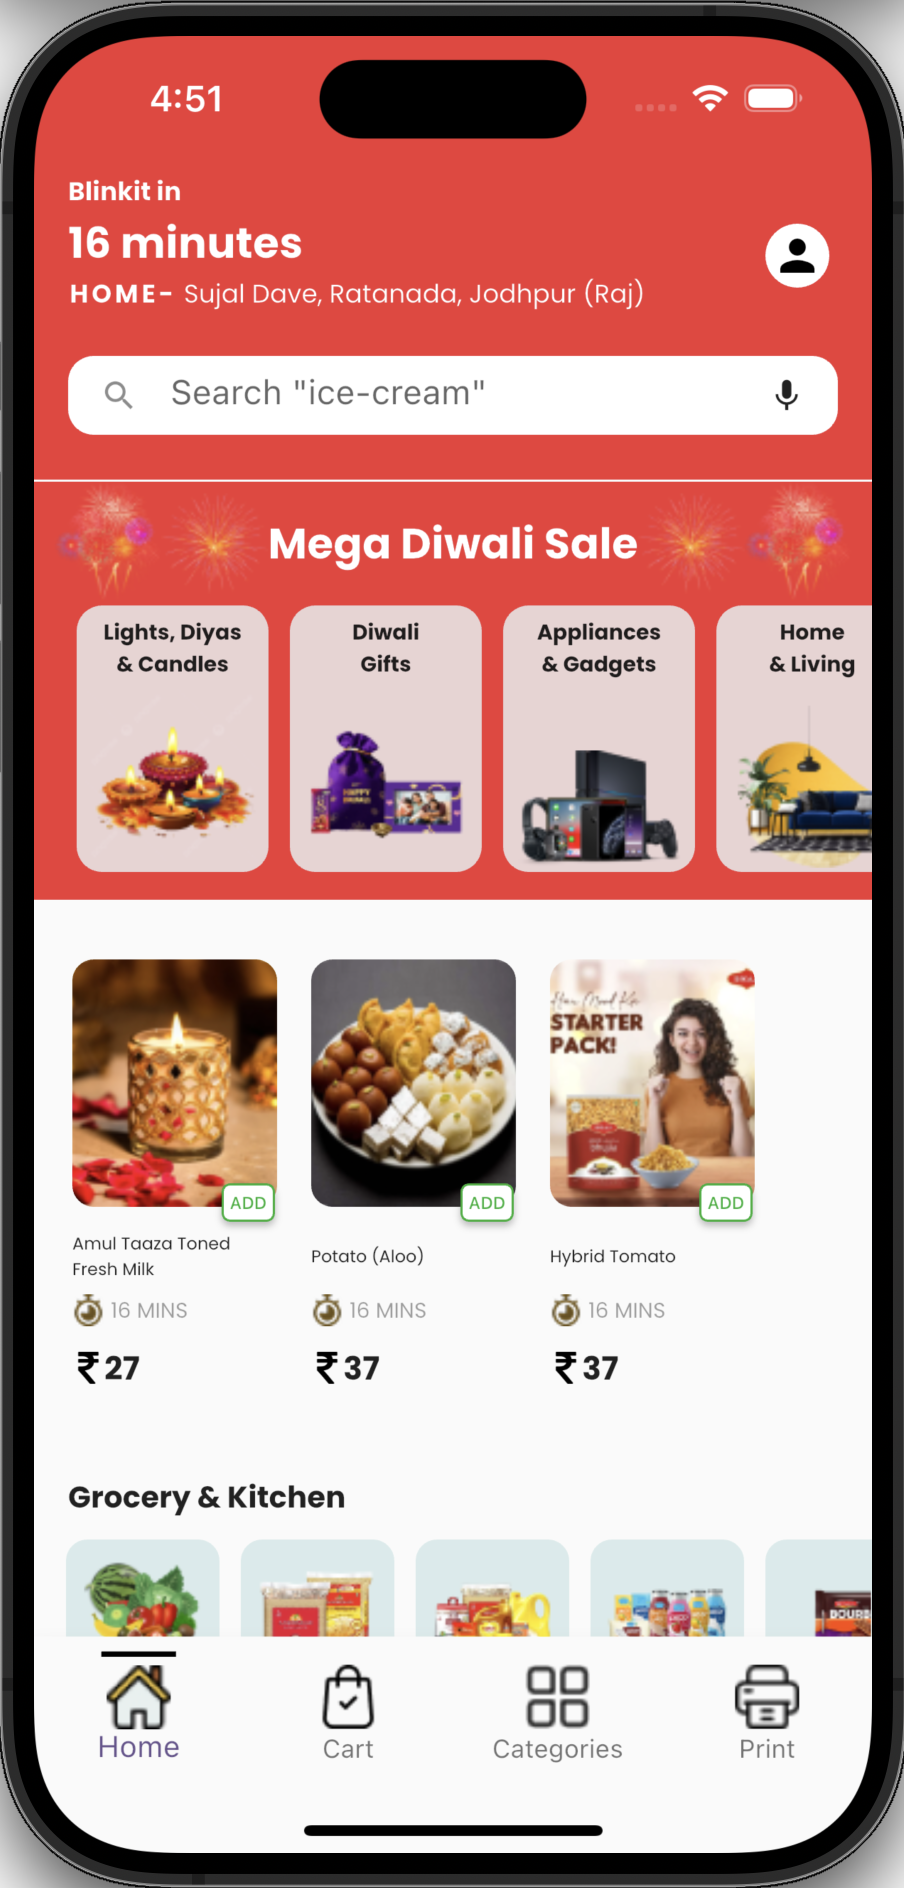 4:51
Blinkit in
16 minutes
HOME- Sujal Dave, Ratanada, Jodhpur (Raj)
Search "ice-cream"
Mega Diwali Sale
Lights, Diyas
& Candles
Diwali
Gifts
Appliances
& Gadgets
Home
& Living
HAPPY
STARTER
PACK!
ADD
ADD
ADD
Amul Taaza Toned
Fresh Milk
Potato (Aloo)
Hybrid Tomato
16 MINS
16 MINS
16 MINS
₹27
₹37
₹37
Grocery & Kitchen
Home
Cart
Categories
Print